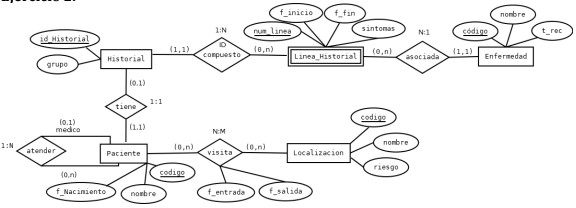 1:N
f_inicio
f_fin
num_linea
sintomas
N:1
nombre
código
t_rec
id_Historial
grupo
Historial
(1,1)
ID
compuesto
(0,n)
Linea_Historial
(0,n)
asociada
(1,1)
Enfermedad
(0,1)
tiene
1:1
(1,1)
(0,1)
medico
1:N
atender
(0,n)
Paciente
(0,n)
N:M
visita
(0,n)
Localizacion
codigo
nombre
riesgo
f_Nacimiento
nombre
codigo
f_entrada
f_salida